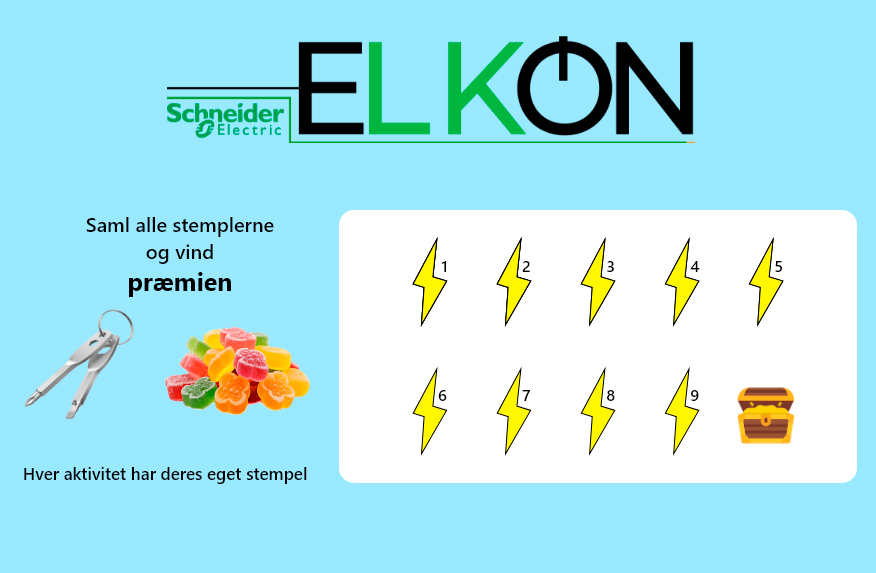 ELKON
Schneider
Electric
Saml alle stemplerne
og vind
præmien
1 2 3 4 5
6 7 8 9
Hver aktivitet har deres eget stempel